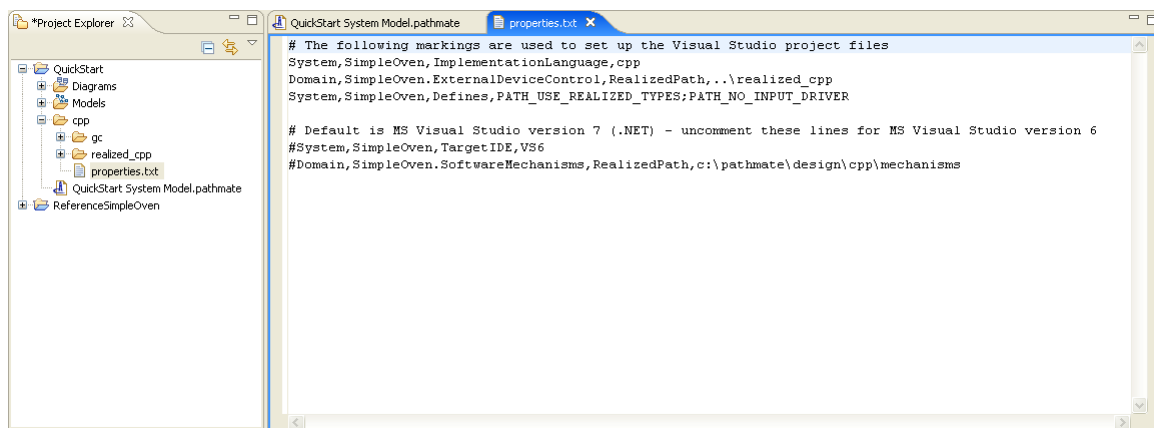 *Project Explorer
QuickStart
Diagrams
Models
cpp
gc
realized_cpp
properties.txt
QuickStart System Model.pathmate
ReferenceSimpleOven
QuickStart System Model.pathmate
properties.txt
# The following markings are used to set up the Visual Studio project files
System,SimpleOven,ImplementationLanguage,cpp
Domain,SimpleOven.ExternalDeviceControl,RealizedPath,..\realized_cpp
System,SimpleOven,Defines,PATH_USE_REALIZED_TYPES;PATH_NO_INPUT_DRIVER
# Default is MS Visual Studio version 7 (.NET) - uncomment these lines for MS Visual Studio version 6
#System,SimpleOven,TargetIDE,VS6
#Domain,SimpleOven.SoftwareMechanisms,RealizedPath,c:\pathmate\design\cpp\mechanisms